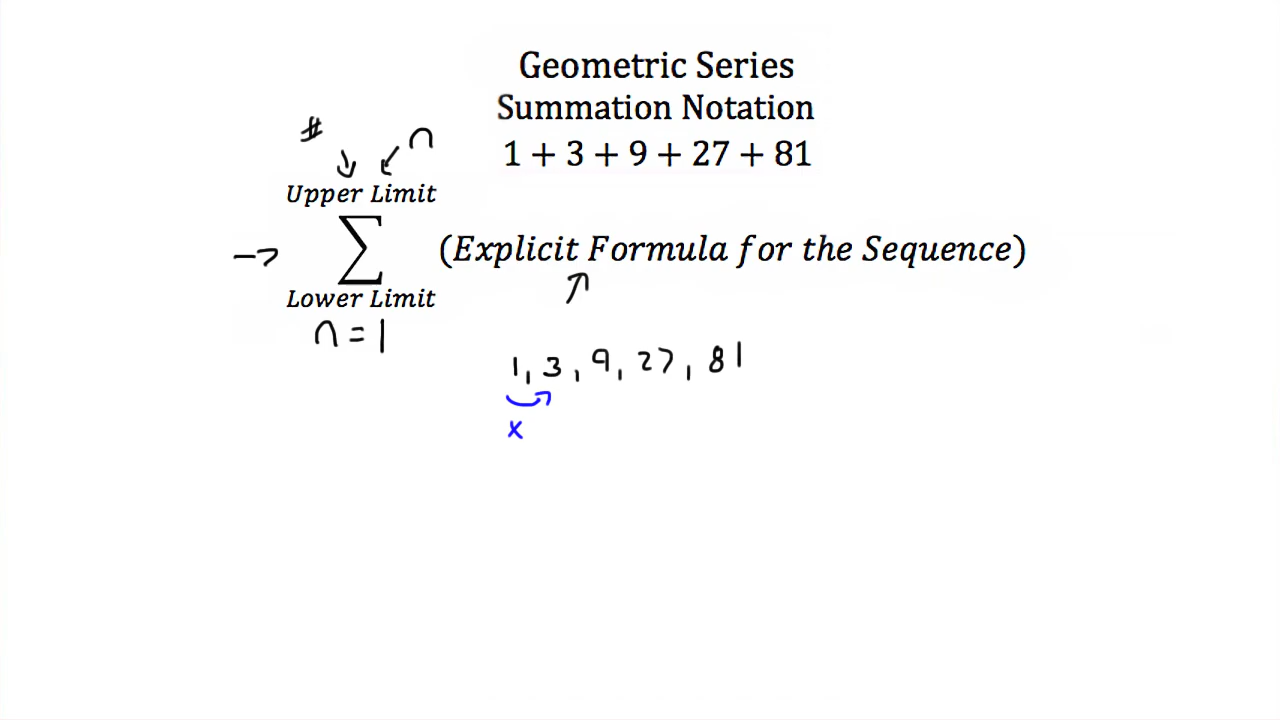 Geometric Series
Summation Notation
1 + 3 + 9 + 27 + 81
# n
Upper Limit
∑ (Explicit Formula for the Sequence)
Lower Limit
n = 1
1, 3, 9, 27, 81
x